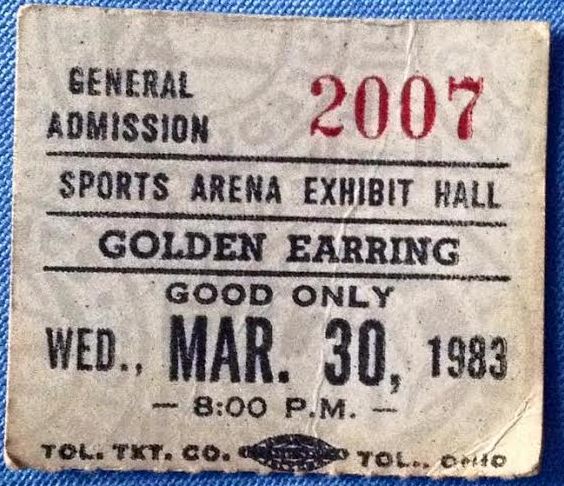 GENERAL
ADMISSION
2007
SPORTS ARENA EXHIBIT HALL
GOLDEN EARRING
GOOD ONLY
WED., MAR. 30, 1983
— 8:00 P.M. —
TOL. TKT. CO. TOL., OHIO